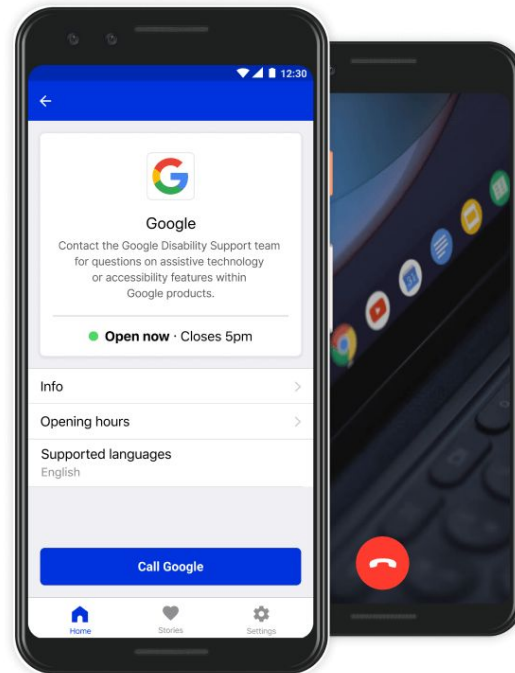 12:30
Google
Contact the Google Disability Support team
for questions on assistive technology
or accessibility features within
Google products.
Open now · Closes 5pm
Info
Opening hours
Supported languages
English
Call Google
Home
Stories
Settings